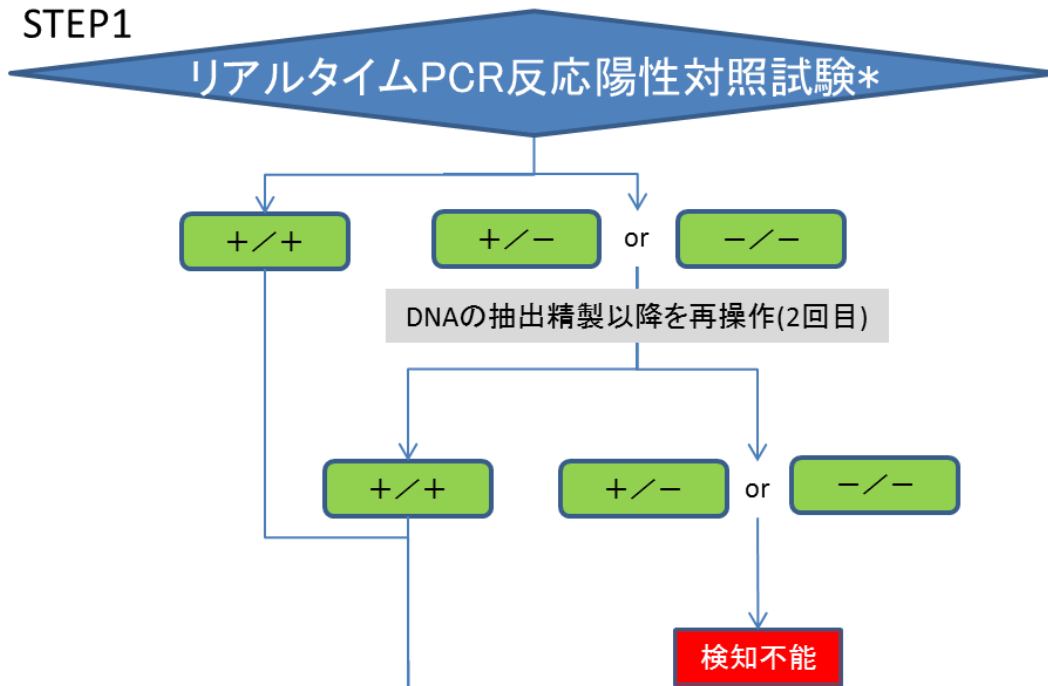 STEP1
リアルタイムPCR反応陽性対照試験*
+/+
+/-
or
-/-
DNAの抽出精製以降を再操作(2回目)
+/+
+/-
or
-/-
検知不能